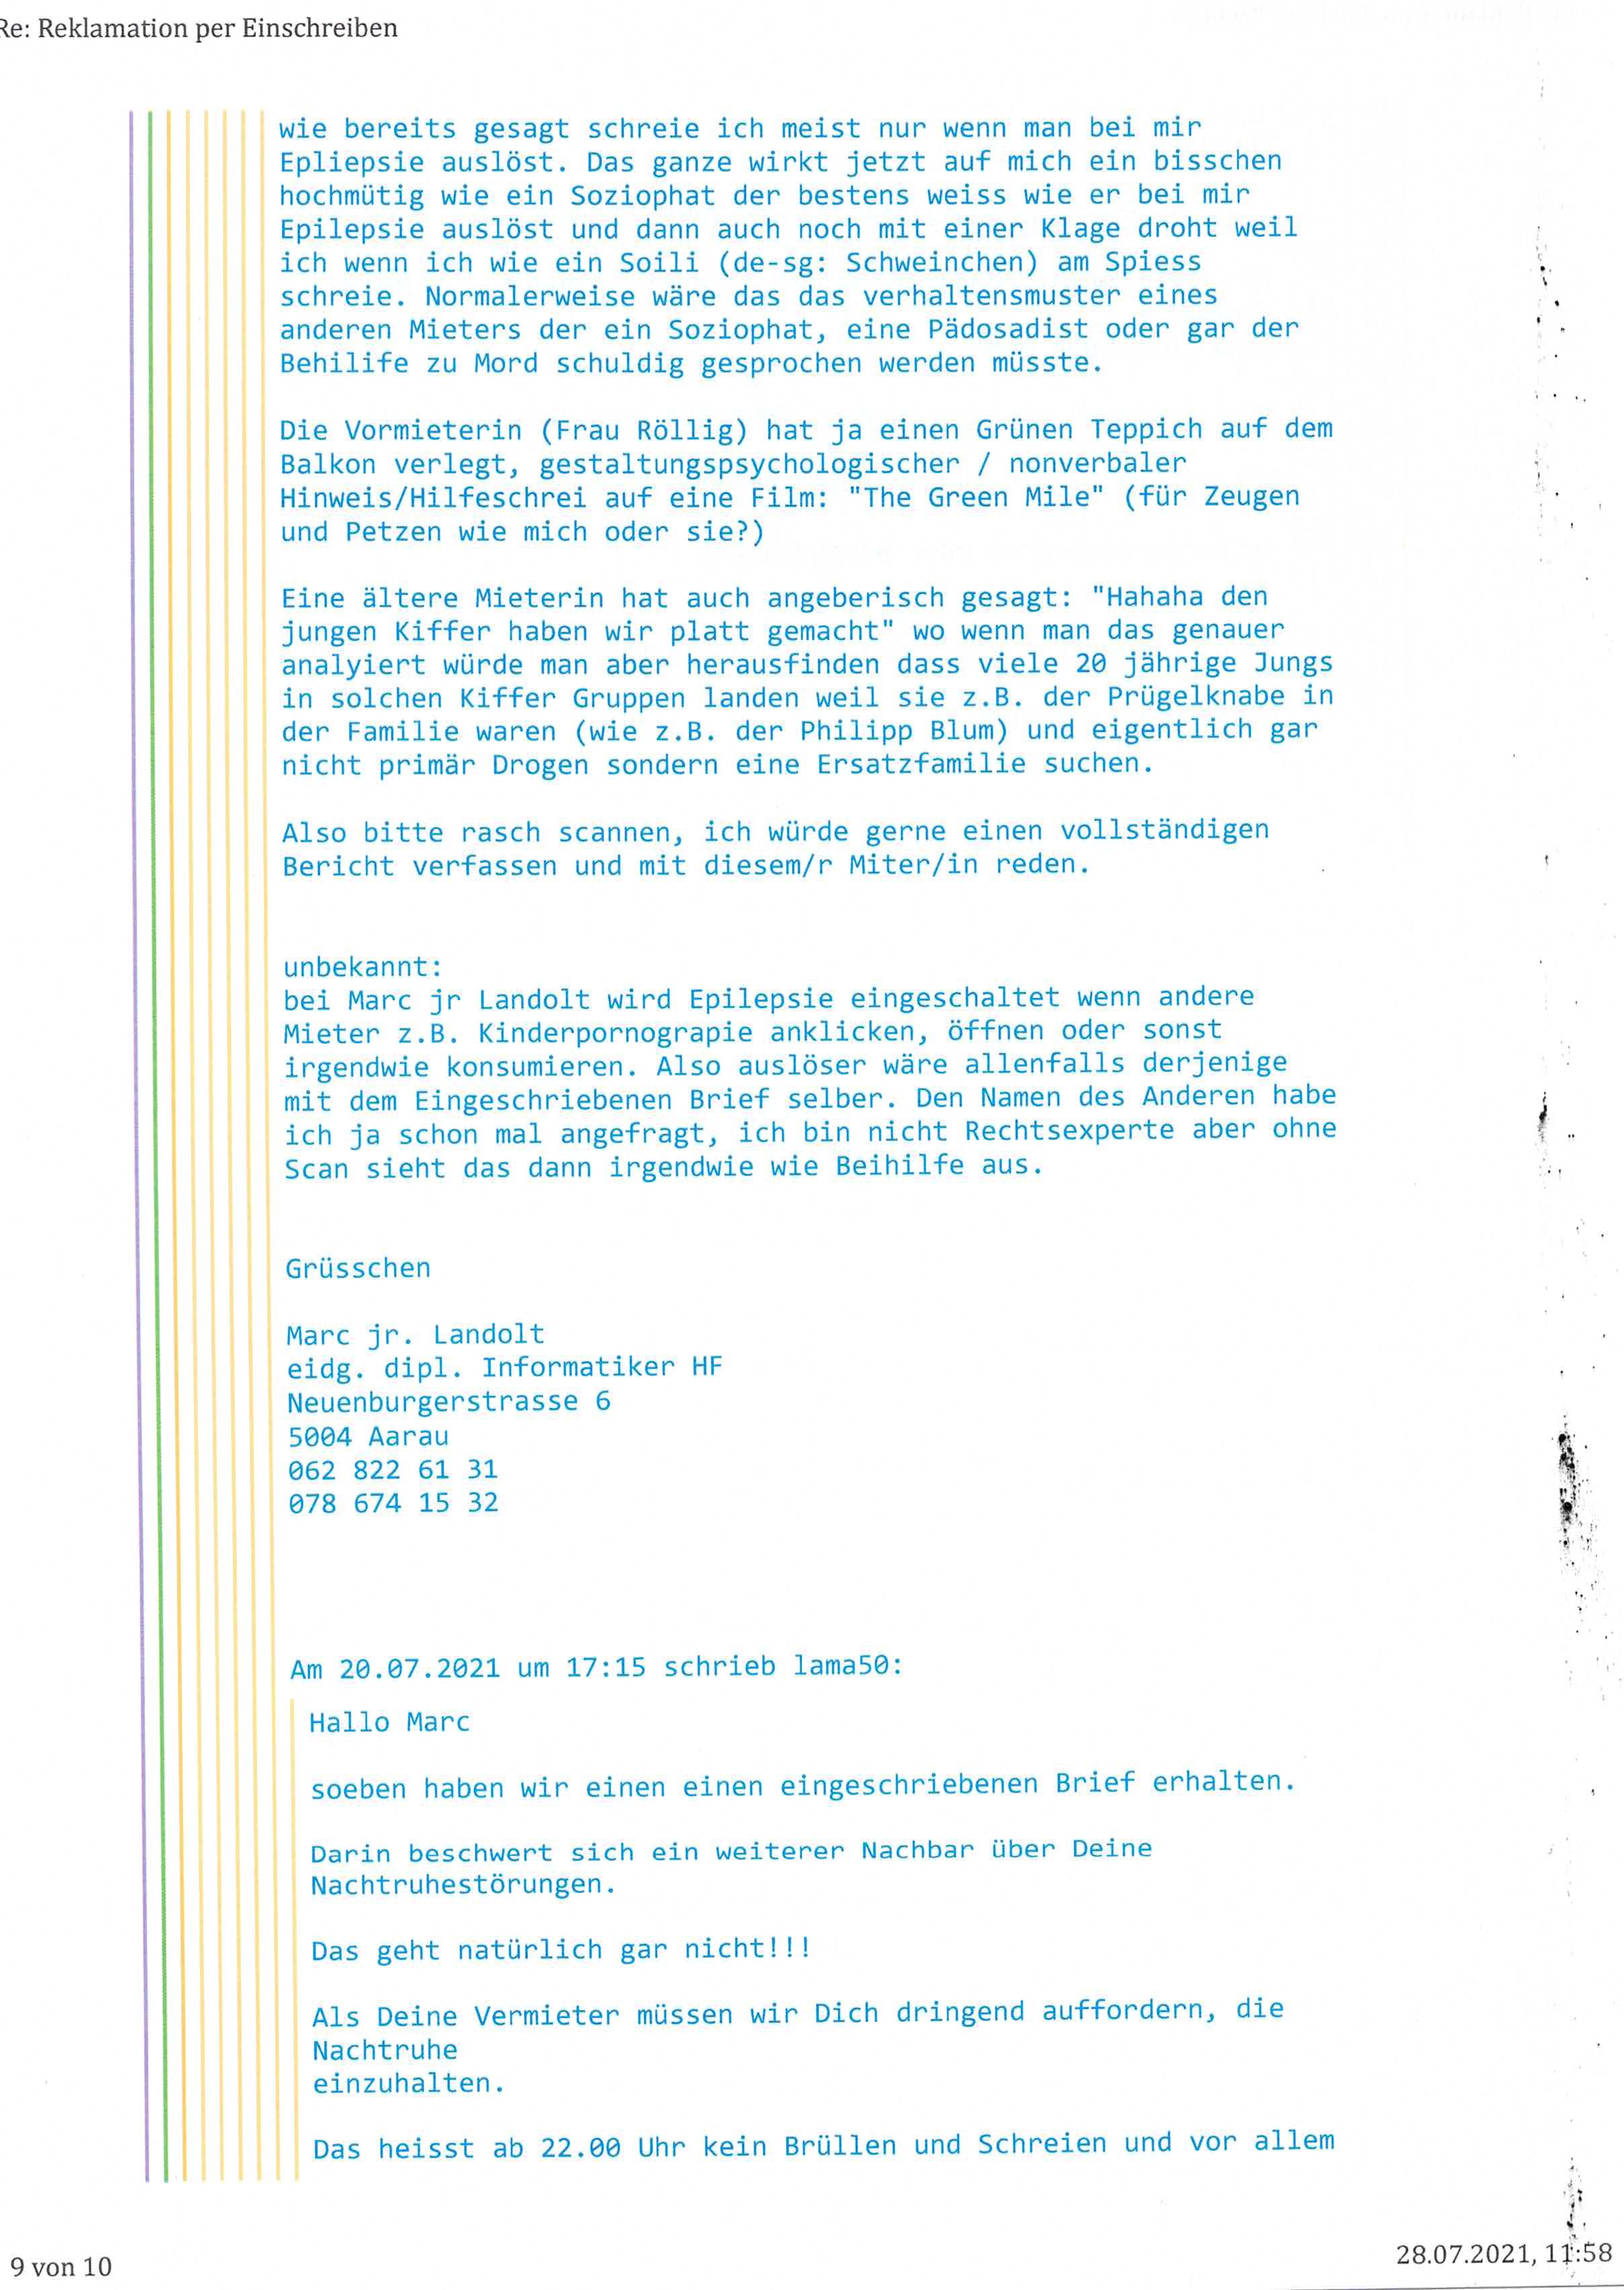 Re: Reklamation per Einschreiben
wie bereits gesagt schreie ich meist nur wenn man bei mir
Epliepsie auslöst. Das ganze wirkt jetzt auf mich ein bisschen
hochmütig wie ein Soziophat der bestens weiss wie er bei mir
Epilepsie auslöst und dann auch noch mit einer Klage droht weil
ich wenn ich wie ein Soili (de-sg: Schweinchen) am Spiess
schreie. Normalerweise wäre das das verhaltensmuster eines
anderen Mieters der ein Soziophat, eine Pädosadist oder gar der
Behilife zu Mord schuldig gesprochen werden müsste.
Die Vormieterin (Frau Röllig) hat ja einen Grünen Teppich auf dem
Balkon verlegt, gestaltungspsychologischer / nonverbaler
Hinweis/Hilfeschrei auf eine Film: "The Green Mile" (für Zeugen
und Petzen wie mich oder sie?)
Eine ältere Mieterin hat auch angeberisch gesagt: "Hahaha den
jungen Kiffer haben wir platt gemacht" wo wenn man das genauer
analyiert würde man aber herausfinden dass viele 20 jährige Jungs
in solchen Kiffer Gruppen landen weil sie z.B. der Prügelknabe in
der Familie waren (wie z.B. der Philipp Blum) und eigentlich gar
nicht primär Drogen sondern eine Ersatzfamilie suchen.
Also bitte rasch scannen, ich würde gerne einen vollständigen
Bericht verfassen und mit diesem/r Miter/in reden.
unbekannt:
bei Marc jr Landolt wird Epilepsie eingeschaltet wenn andere
Mieter z.B. Kinderpornograpie anklicken, öffnen oder sonst
irgendwie konsumieren. Also auslöser wäre allenfalls derjenige
mit dem Eingeschriebenen Brief selber. Den Namen des Anderen habe
ich ja schon mal angefragt, ich bin nicht Rechtsexperte aber ohne
Scan sieht das dann irgendwie wie Beihilfe aus.
Grüsschen
Marc jr. Landolt
eidg. dipl. Informatiker HF
Neuenburgerstrasse 6
5004 Aarau
062 822 61 31
078 674 15 32
Am 20.07.2021 um 17:15 schrieb lama50:
Hallo Marc
soeben haben wir einen einen eingeschriebenen Brief erhalten.
Darin beschwert sich ein weiterer Nachbar über Deine
Nachtruhestörungen.
Das geht natürlich gar nicht!!!
Als Deine Vermieter müssen wir Dich dringend auffordern, die
Nachtruhe
einzuhalten.
Das heisst ab 22.00 Uhr kein Brüllen und Schreien und vor allem
9 von 10
28.07.2021, 11:58